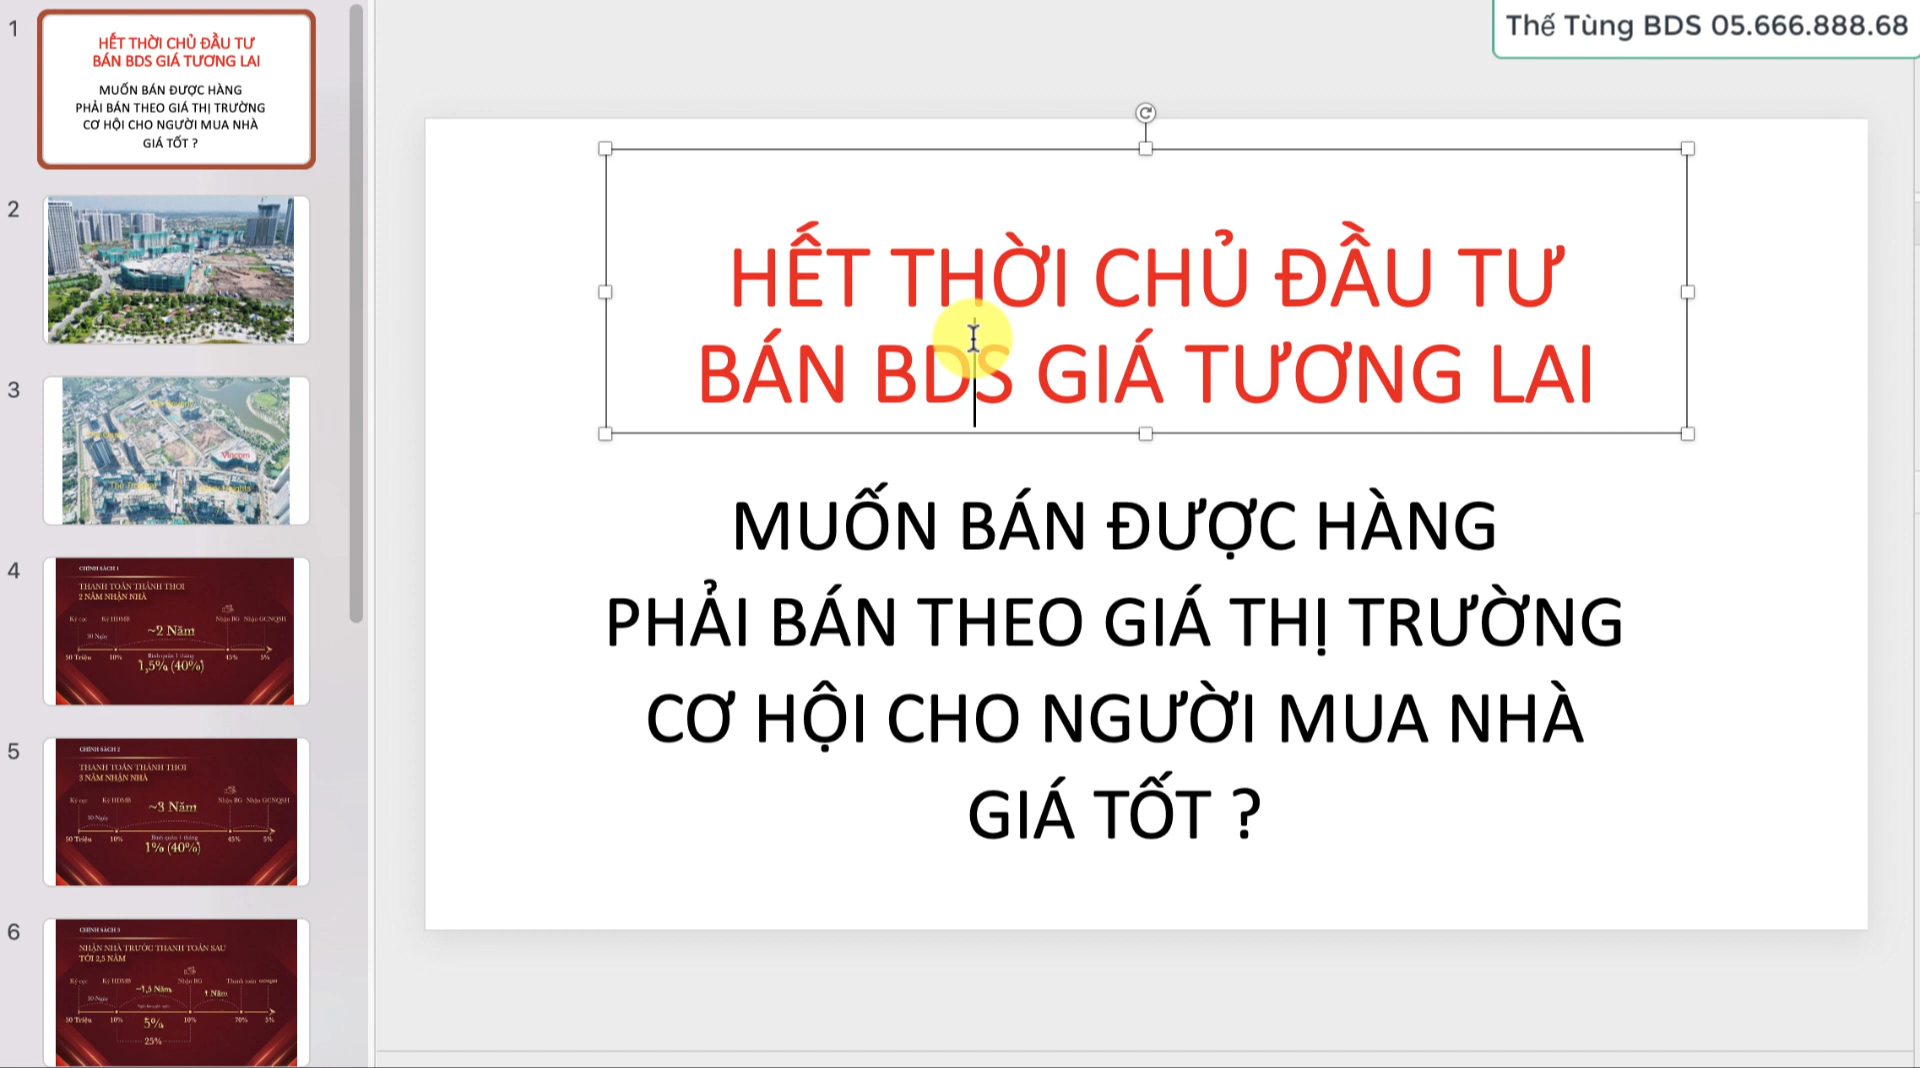 Thế Tùng BDS 05.666.888.68
1
HẾT THỜI CHỦ ĐẦU TƯ
BÁN BDS GIÁ TƯƠNG LAI
MUỐN BÁN ĐƯỢC HÀNG
PHẢI BÁN THEO GIÁ THỊ TRƯỜNG
CƠ HỘI CHO NGƯỜI MUA NHÀ
GIÁ TỐT ?
2
3
Vincom
4
CHÍNH SÁCH 1
THANH TOÁN THẢNH THƠI
2 NĂM NHẬN NHÀ
Ký cọc Ký HĐMB Nhận BG Nhận GCNQSH
30 Ngày
~2 Năm
50 Triệu 10% Bình quân 1 tháng 45% 5%
1,5% (40%)
5
CHÍNH SÁCH 2
THANH TOÁN THẢNH THƠI
3 NĂM NHẬN NHÀ
Ký cọc Ký HĐMB Nhận BG Nhận GCNQSH
30 Ngày
~3 Năm
50 Triệu 10% Bình quân 1 tháng 45% 5%
1% (40%)
6
CHÍNH SÁCH 3
NHẬN NHÀ TRƯỚC THANH TOÁN SAU
TỚI 2,5 NĂM
Ký cọc Ký HĐMB Nhận BG Thanh toán
30 Ngày ~1,5 Năm 1 Năm
50 Triệu 10% 5% 10% 70% 5%
25%
HẾT THỜI CHỦ ĐẦU TƯ
BÁN BDS GIÁ TƯƠNG LAI
MUỐN BÁN ĐƯỢC HÀNG
PHẢI BÁN THEO GIÁ THỊ TRƯỜNG
CƠ HỘI CHO NGƯỜI MUA NHÀ
GIÁ TỐT ?